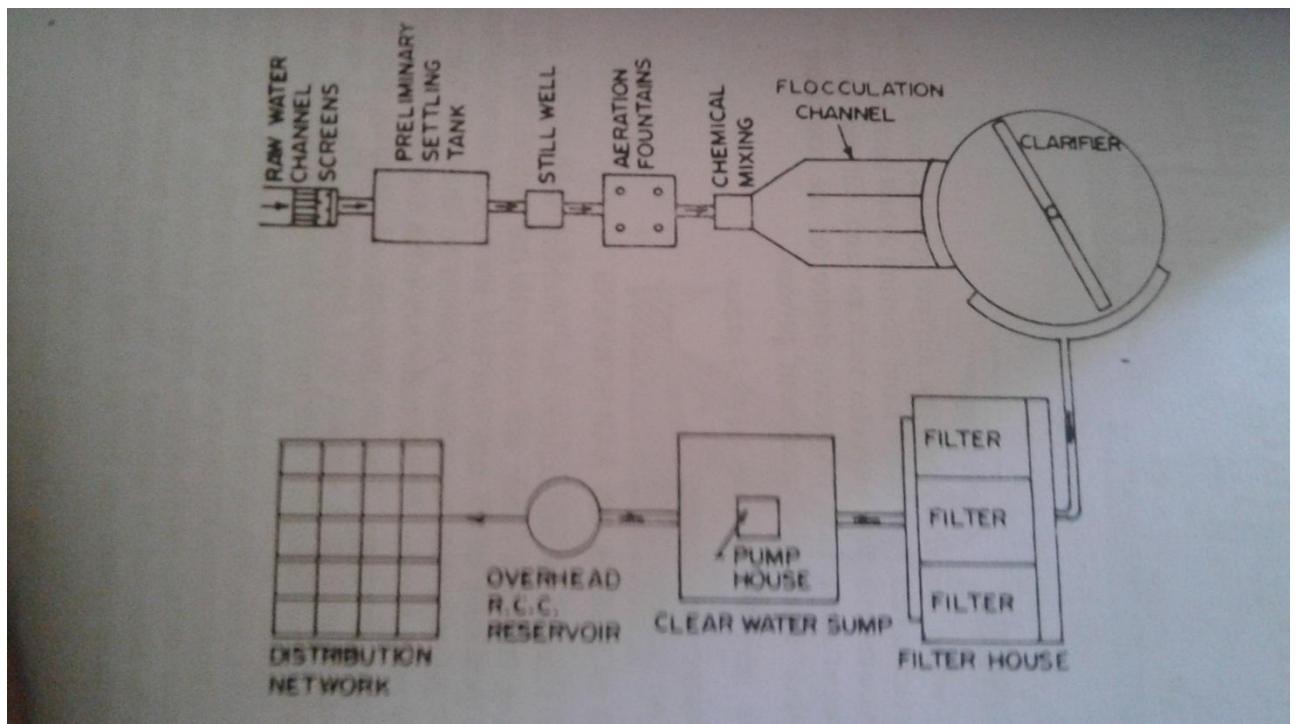 RAW WATER
CHANNEL
SCREENS
PRELIMINARY
SETTLING
TANK
STILL WELL
AERATION
FOUNTAINS
CHEMICAL
MIXING
FLOCCULATION
CHANNEL
CLARIFIER
FILTER
FILTER
FILTER
FILTER HOUSE
PUMP
HOUSE
CLEAR WATER SUMP
OVERHEAD
R.C.C.
RESERVOIR
DISTRIBUTION
NETWORK